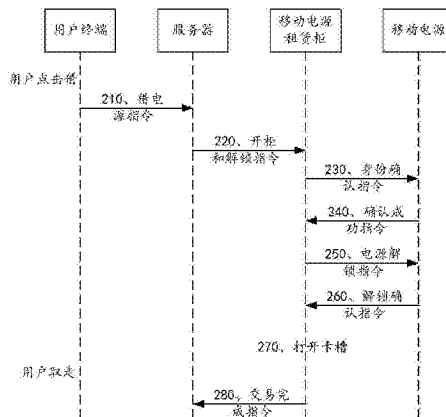 用户终端
服务器
移动电源
租赁柜
移动电源
用户点击借
210、借电
源指令
220、开柜
和解锁指令
230、身份确
认指令
240、确认成
功指令
250、电源解
锁指令
260、解锁确
认指令
270、打开卡槽
用户取走
280、交易完
成指令